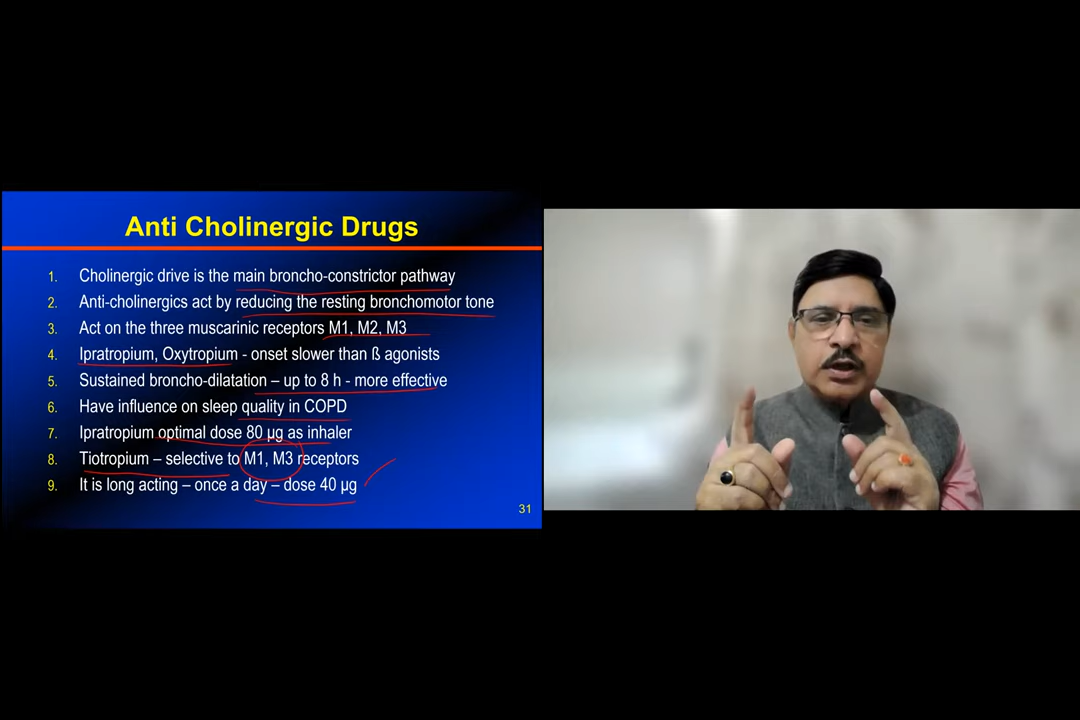 Anti Cholinergic Drugs
1. Cholinergic drive is the main broncho-constrictor pathway
2. Anti-cholinergics act by reducing the resting bronchomotor tone
3. Act on the three muscarinic receptors M1, M2, M3
4. Ipratropium, Oxytropium - onset slower than ß agonists
5. Sustained broncho-dilatation – up to 8 h - more effective
6. Have influence on sleep quality in COPD
7. Ipratropium optimal dose 80 µg as inhaler
8. Tiotropium – selective to M1, M3 receptors
9. It is long acting – once a day – dose 40 µg
31